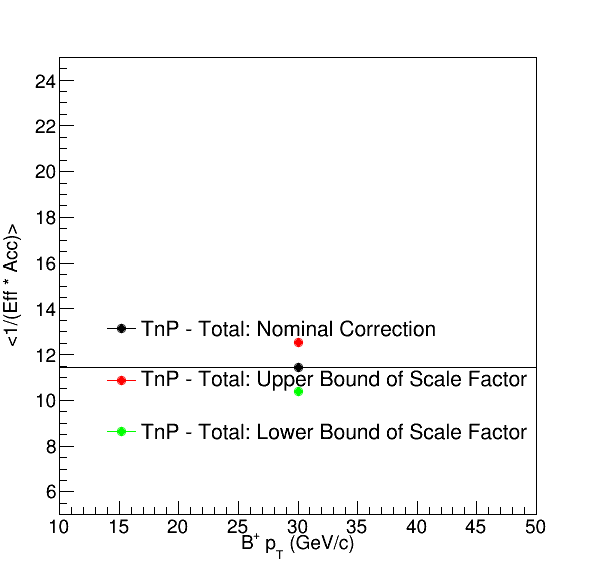 <1/(Eff * Acc)>
24
22
20
18
16
14
12
10
8
6
TnP - Total: Nominal Correction
TnP - Total: Upper Bound of Scale Factor
TnP - Total: Lower Bound of Scale Factor
10 15 20 25 30 35 40 45 50
B+ pT (GeV/c)